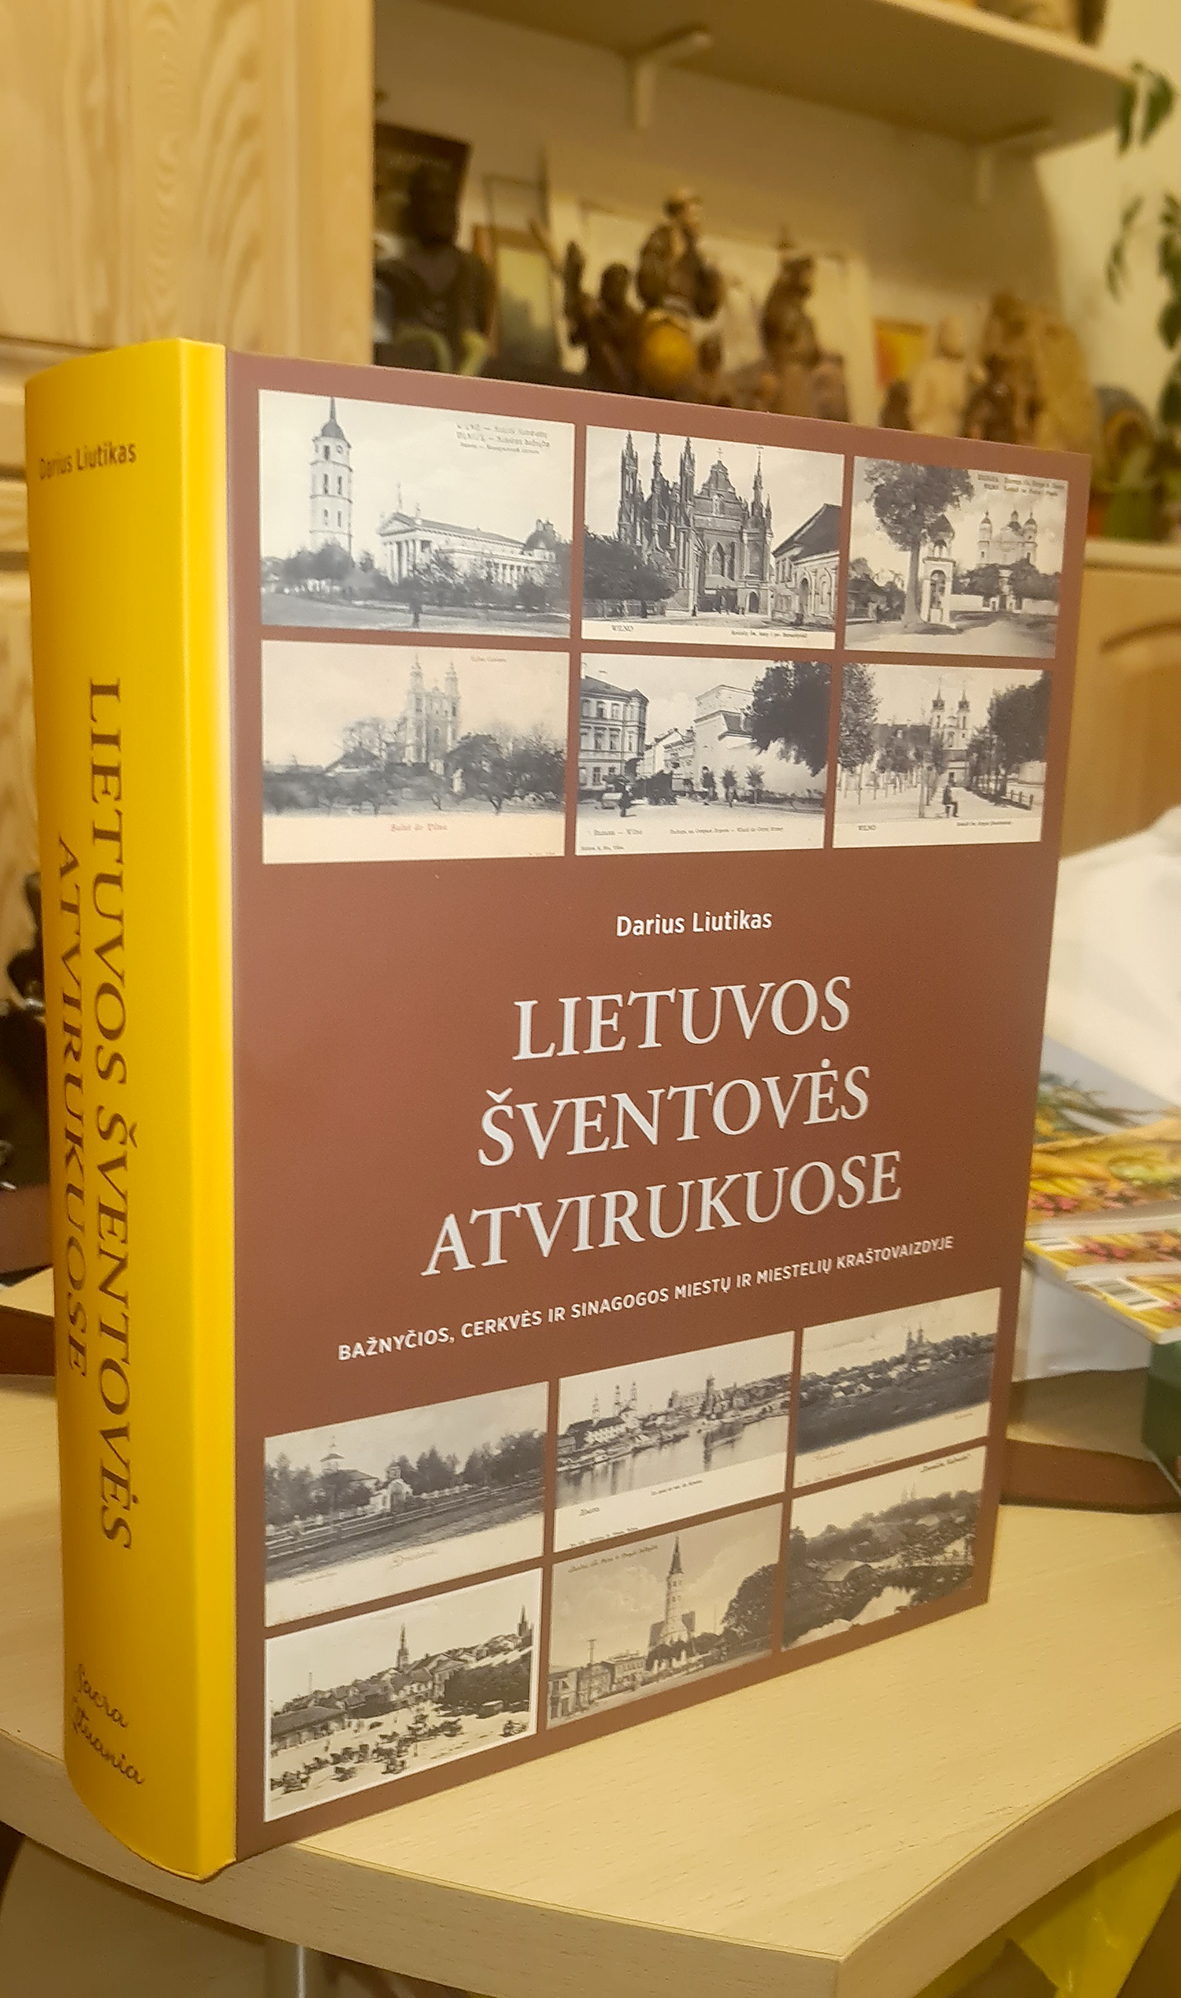 Darius Liutikas
LIETUVOS ŠVENTOVĖS
ATVIRUKUOSE
Sacra
Lituania
WILNO
WILNO
Darius Liutikas
LIETUVOS
ŠVENTOVĖS
ATVIRUKUOSE
BAŽNYČIOS, CERKVĖS IR SINAGOGOS MIESTŲ IR MIESTELIŲ KRAŠTOVAIZDYJE